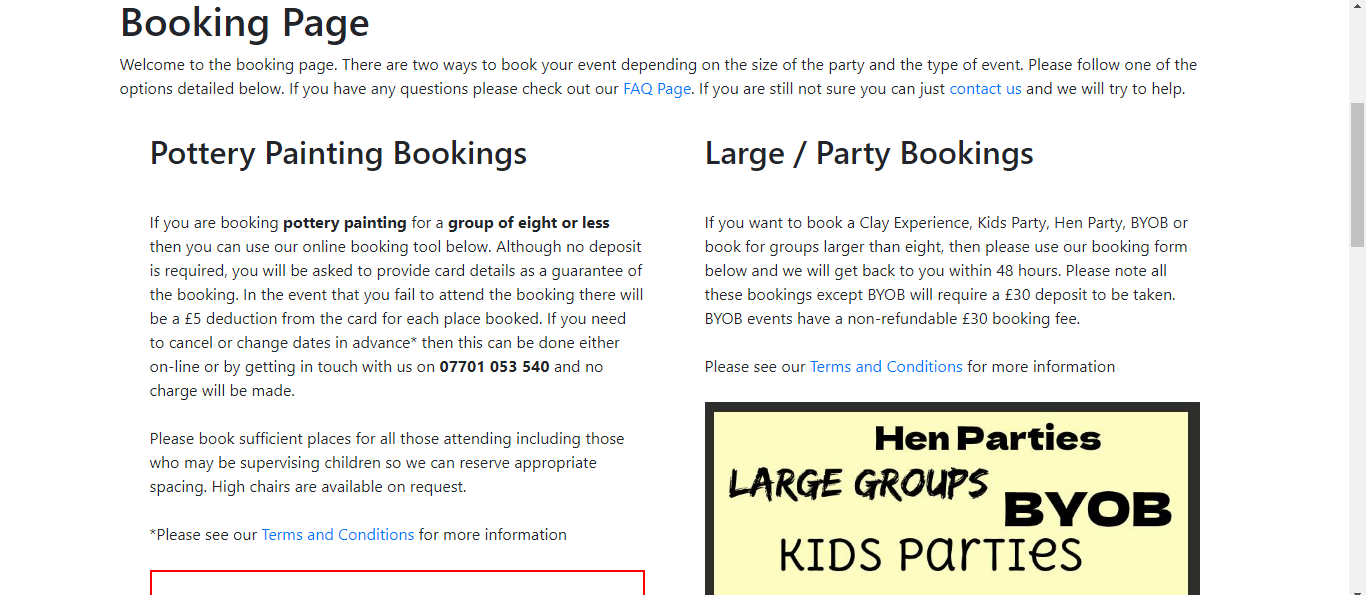 Booking Page
Welcome to the booking page. There are two ways to book your event depending on the size of the party and the type of event. Please follow one of the
options detailed below. If you have any questions please check out our FAQ Page. If you are still not sure you can just contact us and we will try to help.
Pottery Painting Bookings
If you are booking pottery painting for a group of eight or less
then you can use our online booking tool below. Although no deposit
is required, you will be asked to provide card details as a guarantee of
the booking. In the event that you fail to attend the booking there will
be a £5 deduction from the card for each place booked. If you need
to cancel or change dates in advance* then this can be done either
on-line or by getting in touch with us on 07701 053 540 and no
charge will be made.
Please book sufficient places for all those attending including those
who may be supervising children so we can reserve appropriate
spacing. High chairs are available on request.
*Please see our Terms and Conditions for more information
Large / Party Bookings
If you want to book a Clay Experience, Kids Party, Hen Party, BYOB or
book for groups larger than eight, then please use our booking form
below and we will get back to you within 48 hours. Please note all
these bookings except BYOB will require a £30 deposit to be taken.
BYOB events have a non-refundable £30 booking fee.
Please see our Terms and Conditions for more information
Hen Parties
LARGE GROUPS
BYOB
KIDS PARTIES